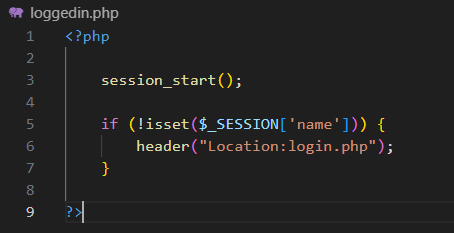 loggedin.php
1 <?php
2
3     session_start();
4
5     if (!isset($_SESSION['name'])) {
6         header("Location:login.php");
7     }
8
9 ?>